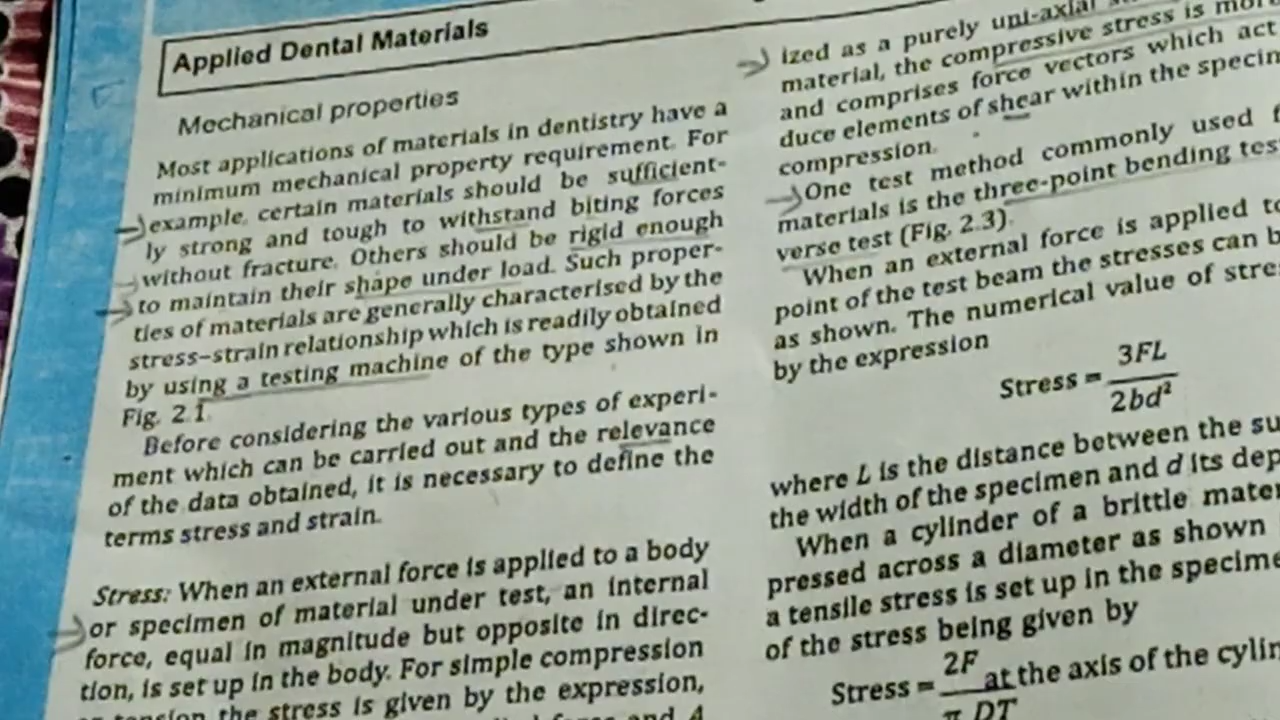 Applied Dental Materials
Mechanical properties
Most applications of materials in dentistry have a
minimum mechanical property requirement. For
example, certain materials should be sufficient-
ly strong and tough to withstand biting forces
without fracture. Others should be rigid enough
to maintain their shape under load. Such proper-
ties of materials are generally characterised by the
stress–strain relationship which is readily obtained
by using a testing machine of the type shown in
Fig. 2.1.
Before considering the various types of experi-
ment which can be carried out and the relevance
of the data obtained, it is necessary to define the
terms stress and strain.
Stress: When an external force is applied to a body
or specimen of material under test, an internal
force, equal in magnitude but opposite in direc-
tion, is set up in the body. For simple compression
tension the stress is given by the expression,
force and A
ized as a purely uni-axial
material, the compressive stress is
and comprises force vectors which act
duce elements of shear within the
compression.
One test method commonly used
materials is the three-point bending
verse test (Fig. 2.3).
When an external force is applied
point of the test beam the stresses can
as shown. The numerical value of
by the expression
Stress = 3FL
2bd²
where L is the distance between the
the width of the specimen and d its
When a cylinder of a brittle
pressed across a diameter as shown
a tensile stress is set up in the
of the stress being given by
Stress = 2F at the axis of the
π DT